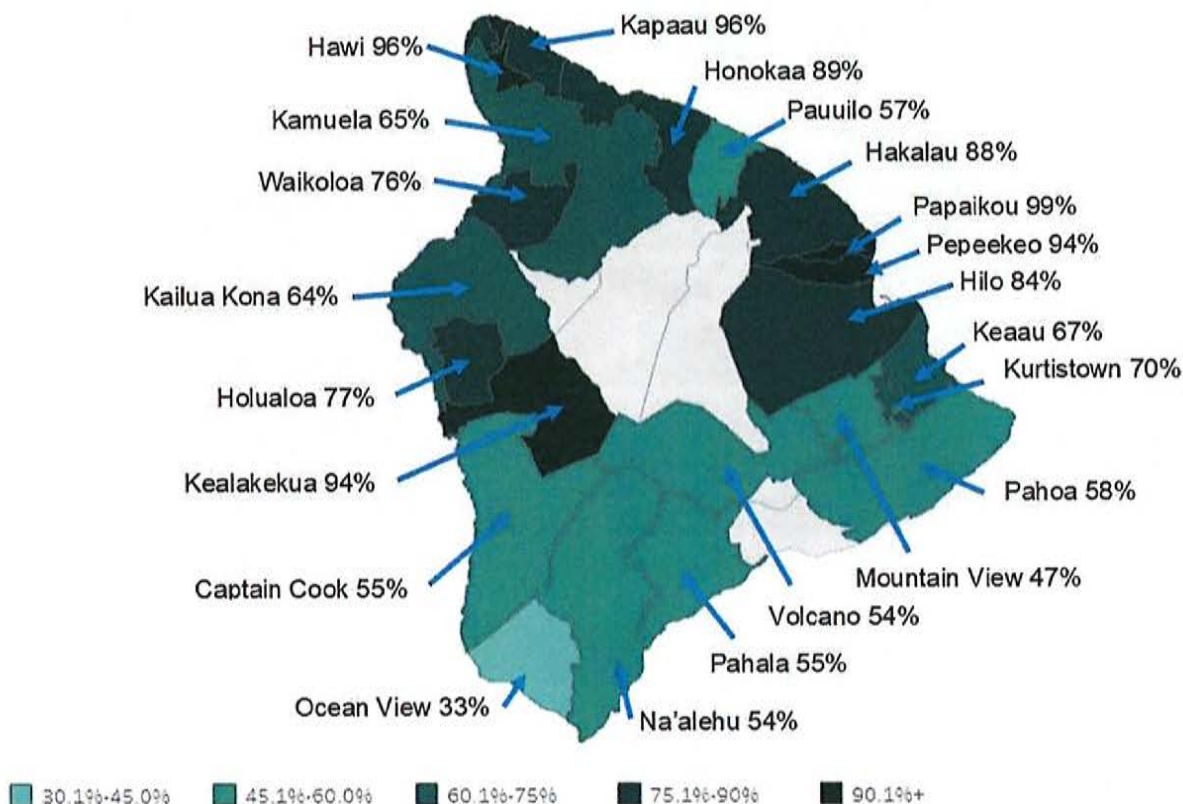 Kapaau 96%
Hawi 96%
Honokaa 89%
Kamuela 65%
Pauuilo 57%
Hakalau 88%
Waikoloa 76%
Papaikou 99%
Pepeekeo 94%
Hilo 84%
Kailua Kona 64%
Keaau 67%
Kurtistown 70%
Holualoa 77%
Kealakekua 94%
Pahoa 58%
Captain Cook 55%
Mountain View 47%
Volcano 54%
Pahala 55%
Ocean View 33%
Na'alehu 54%
30.1%-45.0% 45.1%-60.0% 60.1%-75% 75.1%-90% 90.1%+